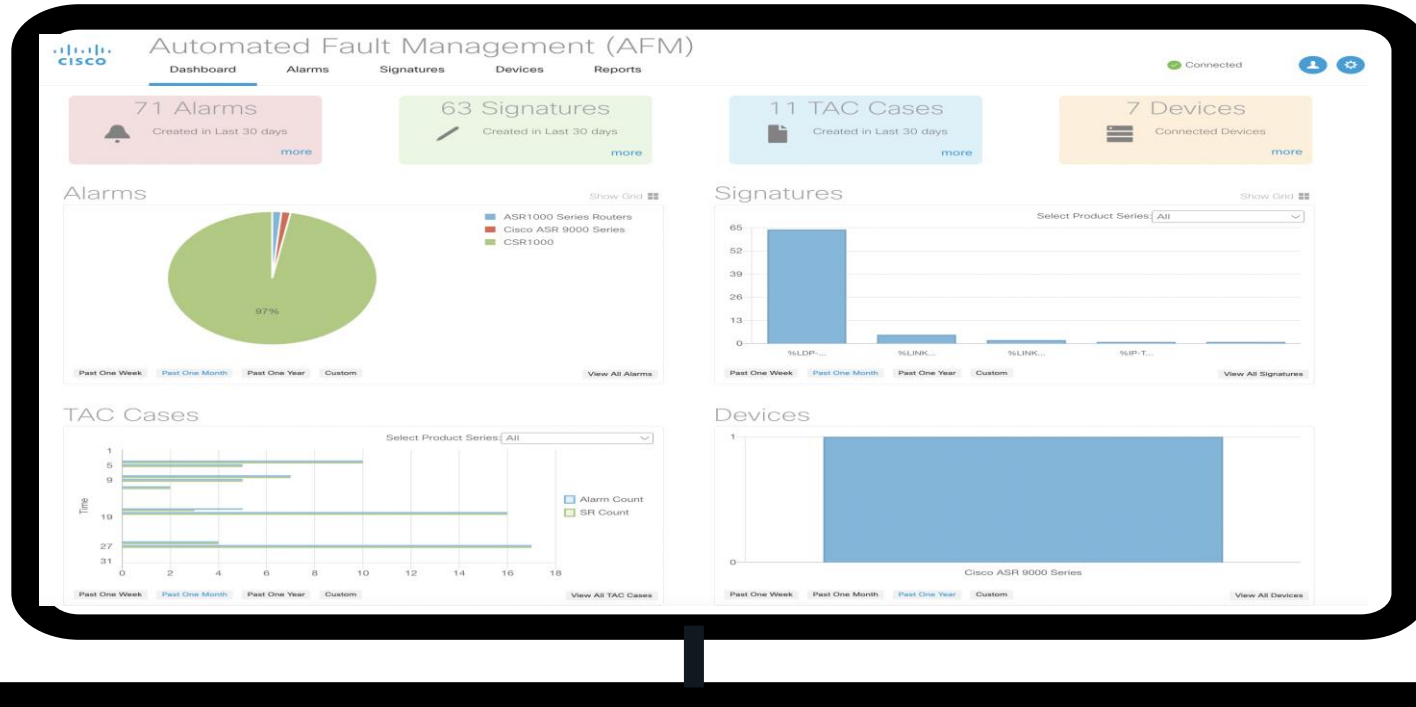 Automated Fault Management (AFM)
CISCO
Dashboard Alarms Signatures Devices Reports
Connected
71 Alarms
Created in Last 30 days
more
63 Signatures
Created in Last 30 days
more
11 TAC Cases
Created in Last 30 days
more
7 Devices
Connected Devices
more
Alarms
Show Grid
ASR1000 Series Routers
Cisco ASR 9000 Series
CSR1000
97%
Past One Week Past One Month Past One Year Custom View All Alarms
Signatures
Show Grid
Select Product Series: All
65
52
39
26
13
0
%LDP-... %LINK... %LINK... %IP-T...
Past One Week Past One Month Past One Year Custom View All Signatures
TAC Cases
Select Product Series: All
1
5
9
19
27
31
Time
0 2 4 6 8 10 12 14 16 18
Alarm Count
SR Count
Past One Week Past One Month Past One Year Custom View All TAC Cases
Devices
1
0
Cisco ASR 9000 Series
Past One Week Past One Month Past One Year Custom View All Devices